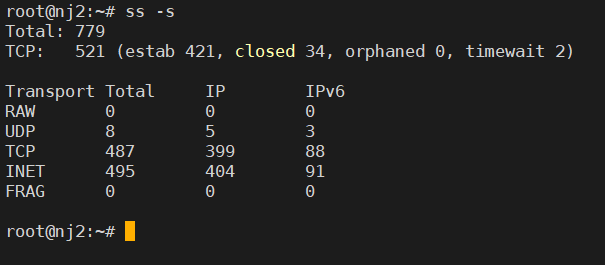 root@nj2:~# ss -s
Total: 779
TCP:   521 (estab 421, closed 34, orphaned 0, timewait 2)
Transport Total     IP        IPv6
RAW       0         0         0
UDP       8         5         3
TCP       487       399       88
INET      495       404       91
FRAG      0         0         0
root@nj2:~#